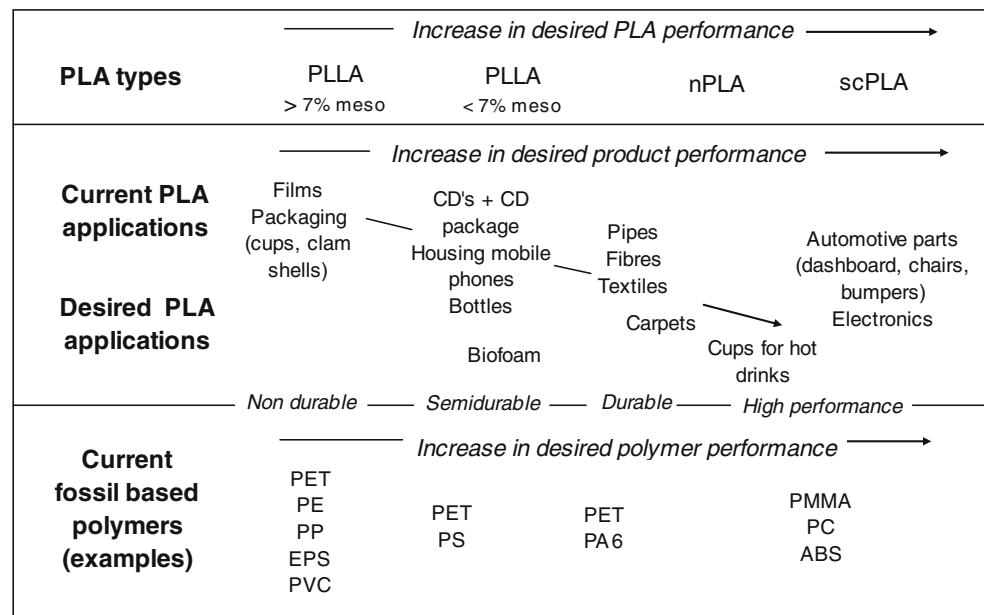 Increase in desired PLA performance
PLA types
PLLA
PLLA
nPLA
scPLA
> 7% meso
< 7% meso
Increase in desired product performance
Current PLA
applications
Desired PLA
applications
Films
Packaging
(cups, clam
shells)
CD's + CD
package
Housing mobile
phones
Bottles
Biofoam
Pipes
Fibres
Textiles
Carpets
Cups for hot
drinks
Automotive parts
(dashboard, chairs,
bumpers)
Electronics
Non durable
Semidurable
Durable
High performance
Increase in desired polymer performance
Current
fossil based
polymers
(examples)
PET
PE
PP
EPS
PVC
PET
PS
PET
PA6
PMMA
PC
ABS